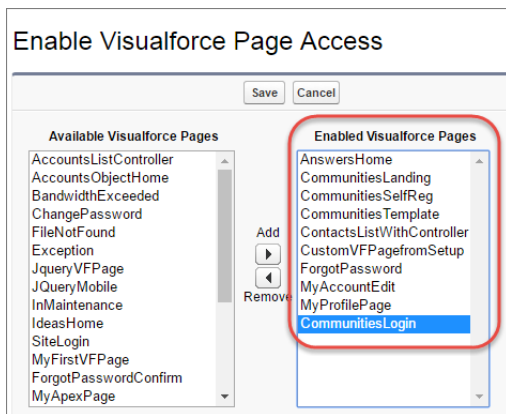 Enable Visualforce Page Access
Save Cancel
Available Visualforce Pages
AccountsListController
AccountsObjectHome
BandwidthExceeded
ChangePassword
FileNotFound
Exception
JqueryVFPage
JQueryMobile
InMaintenance
IdeasHome
SiteLogin
MyFirstVFPage
ForgotPasswordConfirm
MyApexPage
Add
Remove
Enabled Visualforce Pages
AnswersHome
CommunitiesLanding
CommunitiesSelfReg
CommunitiesTemplate
ContactsListWithController
CustomVFPagefromSetup
ForgotPassword
MyAccountEdit
MyProfilePage
CommunitiesLogin